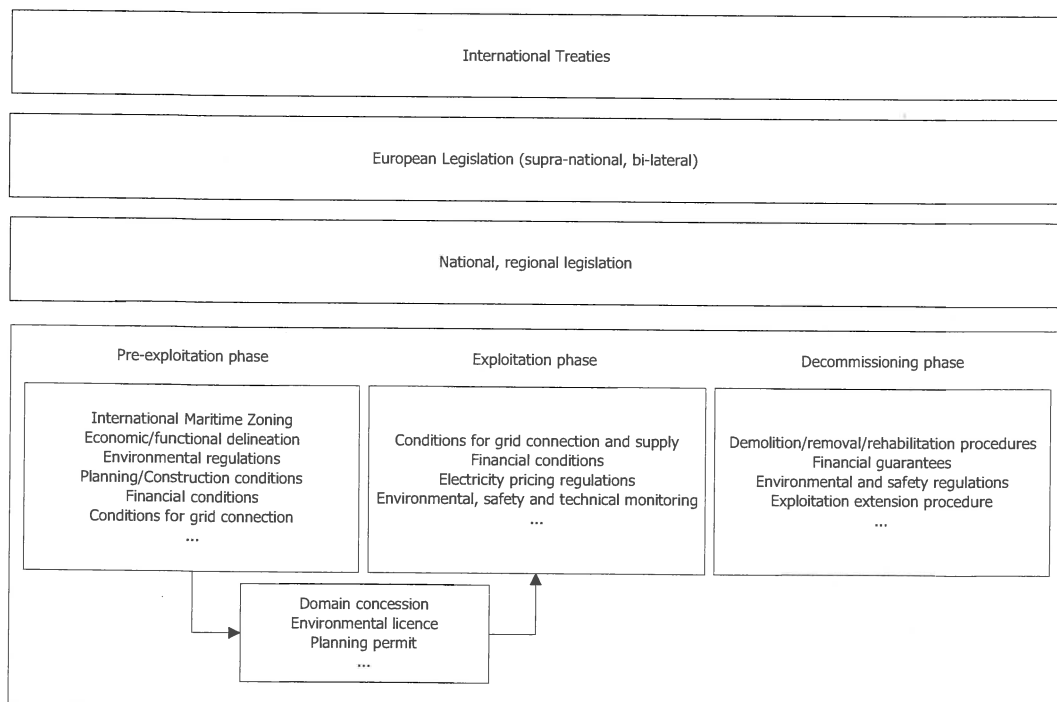 International Treaties
European Legislation (supra-national, bi-lateral)
National, regional legislation
Pre-exploitation phase
International Maritime Zoning
Economic/functional delineation
Environmental regulations
Planning/Construction conditions
Financial conditions
Conditions for grid connection
...
Exploitation phase
Conditions for grid connection and supply
Financial conditions
Electricity pricing regulations
Environmental, safety and technical monitoring
...
Decommissioning phase
Demolition/removal/rehabilitation procedures
Financial guarantees
Environmental and safety regulations
Exploitation extension procedure
...
Domain concession
Environmental licence
Planning permit
...